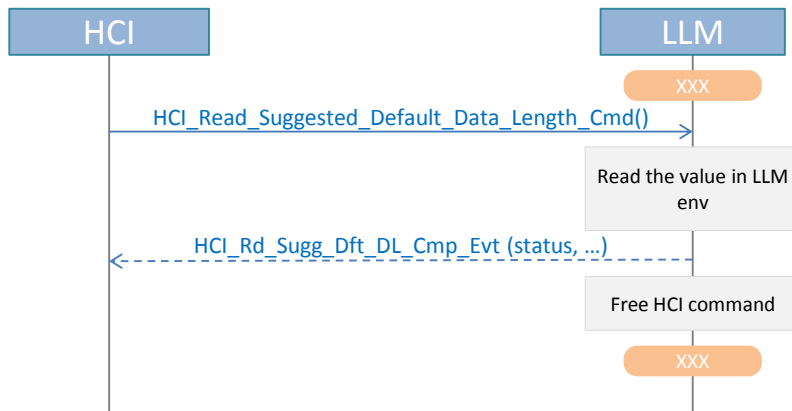 HCI
LLM
XXX
HCI_Read_Suggested_Default_Data_Length_Cmd()
Read the value in LLM
env
HCI_Rd_Sugg_Dft_DL_Cmp_Evt (status, ...)
Free HCI command
XXX